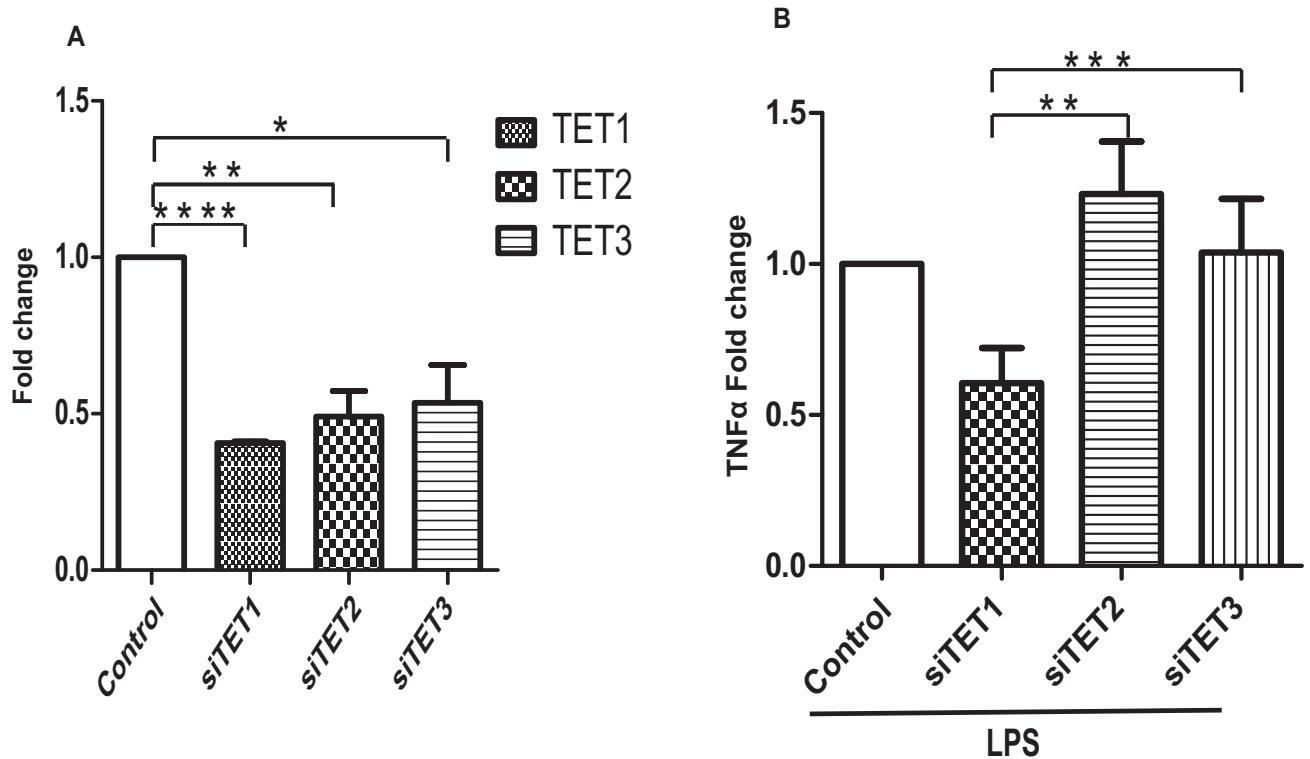 A
Fold change
1.5
1.0
0.5
0.0
*
**
****
TET1
TET2
TET3
Control
siTET1
siTET2
siTET3
B
TNFα Fold change
1.5
1.0
0.5
0.0
***
**
Control
siTET1
siTET2
siTET3
LPS